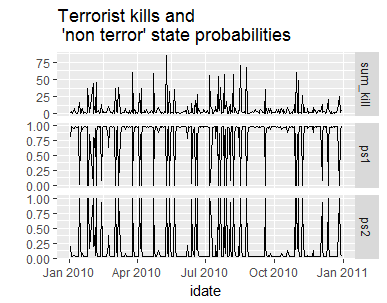 Terrorist kills and
'non terror' state probabilities
75
50
25
0
sum_kill
1.00
0.75
0.50
0.25
0.00
ps1
1.00
0.75
0.50
0.25
0.00
ps2
Jan 2010 Apr 2010 Jul 2010 Oct 2010 Jan 2011
idate